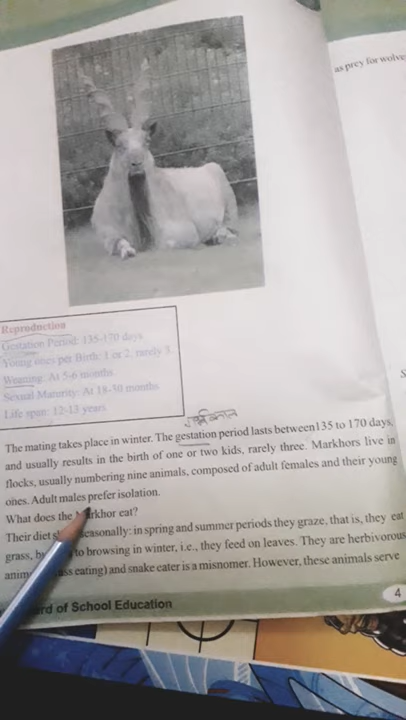 as prey for wolve
Reproduction
Gestation Period: 135-170 days
Young ones per Birth: 1 or 2, rarely 3
Weening: At 5-6 months
Sexual Maturity: At 18-30 months
Life span: 12-13 years
The mating takes place in winter. The gestation period lasts between135 to 170 days,
and usually results in the birth of one or two kids, rarely three. Markhors live in
flocks, usually numbering nine animals, composed of adult females and their young
ones. Adult males prefer isolation.
What does the Markhor eat?
Their diet seasonally: in spring and summer periods they graze, that is, they eat
grass, to browsing in winter, i.e., they feed on leaves. They are herbivorous
eating) and snake eater is a misnomer. However, these animals serve
of School Education
4